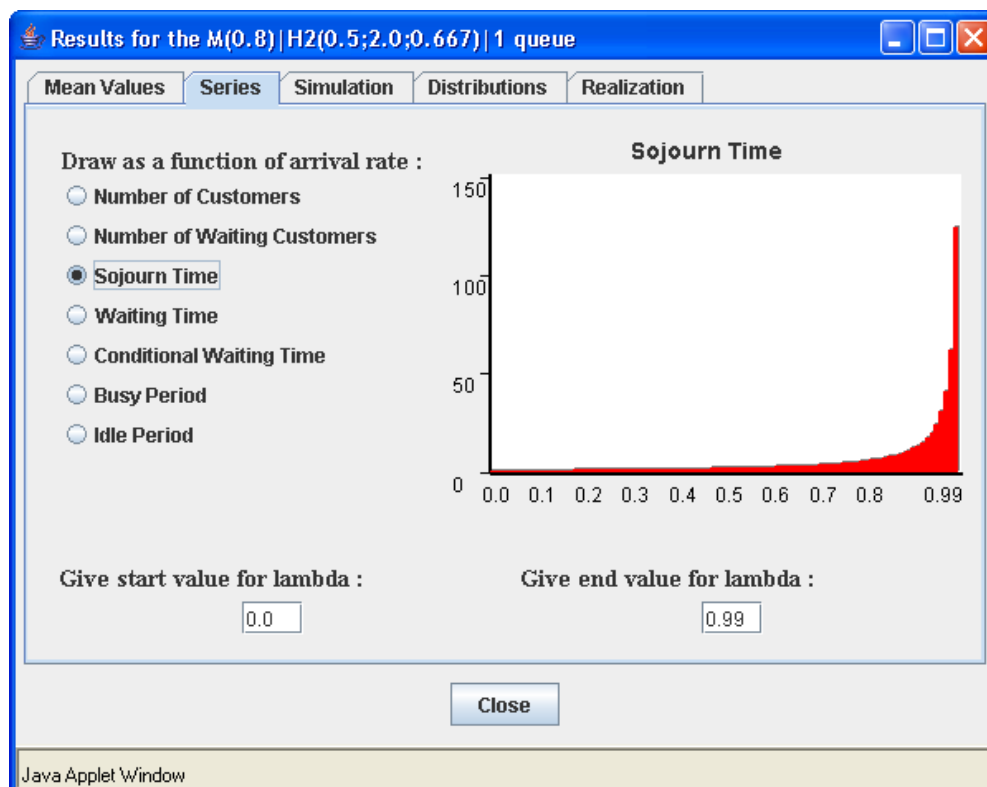 Results for the M(0.8)|H2(0.5;2.0;0.667)|1 queue
Mean Values Series Simulation Distributions Realization
Draw as a function of arrival rate :
Number of Customers
Number of Waiting Customers
Sojourn Time
Waiting Time
Conditional Waiting Time
Busy Period
Idle Period
Sojourn Time
150
100
50
0
0.0 0.1 0.2 0.3 0.4 0.5 0.6 0.7 0.8 0.99
Give start value for lambda :
0.0
Give end value for lambda :
0.99
Close
Java Applet Window